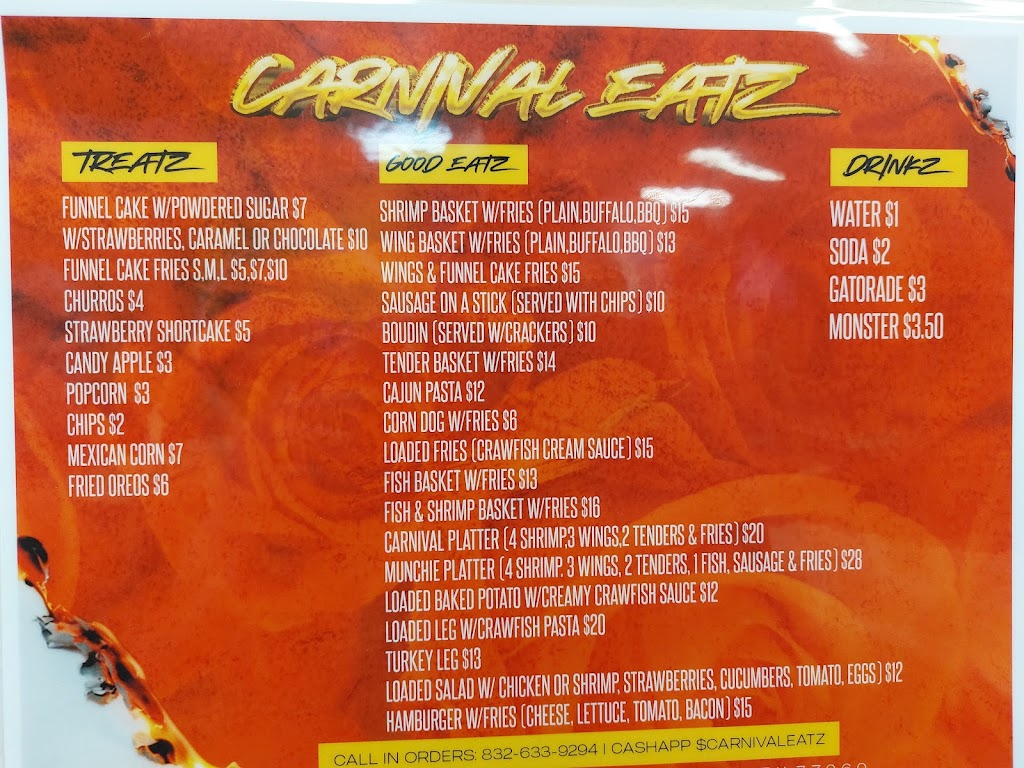 CARNIVAL EATZ
TREATZ
FUNNEL CAKE W/POWDERED SUGAR $7
W/STRAWBERRIES, CARAMEL OR CHOCOLATE $10
FUNNEL CAKE FRIES S,M,L $5,$7,$10
CHURROS $4
STRAWBERRY SHORTCAKE $5
CANDY APPLE $3
POPCORN $3
CHIPS $2
MEXICAN CORN $7
FRIED OREOS $6
GOOD EATZ
SHRIMP BASKET W/FRIES (PLAIN,BUFFALO,BBQ) $15
WING BASKET W/FRIES (PLAIN,BUFFALO,BBQ) $13
WINGS & FUNNEL CAKE FRIES $15
SAUSAGE ON A STICK (SERVED WITH CHIPS) $10
BOUDIN (SERVED W/CRACKERS) $10
TENDER BASKET W/FRIES $14
CAJUN PASTA $12
CORN DOG W/FRIES $6
LOADED FRIES (CRAWFISH CREAM SAUCE) $15
FISH BASKET W/FRIES $13
FISH & SHRIMP BASKET W/FRIES $16
CARNIVAL PLATTER (4 SHRIMP,3 WINGS,2 TENDERS & FRIES) $20
MUNCHIE PLATTER (4 SHRIMP. 3 WINGS, 2 TENDERS, 1 FISH, SAUSAGE & FRIES) $28
LOADED BAKED POTATO W/CREAMY CRAWFISH SAUCE $12
LOADED LEG W/CRAWFISH PASTA $20
TURKEY LEG $13
LOADED SALAD W/ CHICKEN OR SHRIMP, STRAWBERRIES, CUCUMBERS, TOMATO, EGGS) $12
HAMBURGER W/FRIES (CHEESE, LETTUCE, TOMATO, BACON) $15
DRINKZ
WATER $1
SODA $2
GATORADE $3
MONSTER $3.50
CALL IN ORDERS: 832-633-9294 | CASHAPP $CARNIVALEATZ